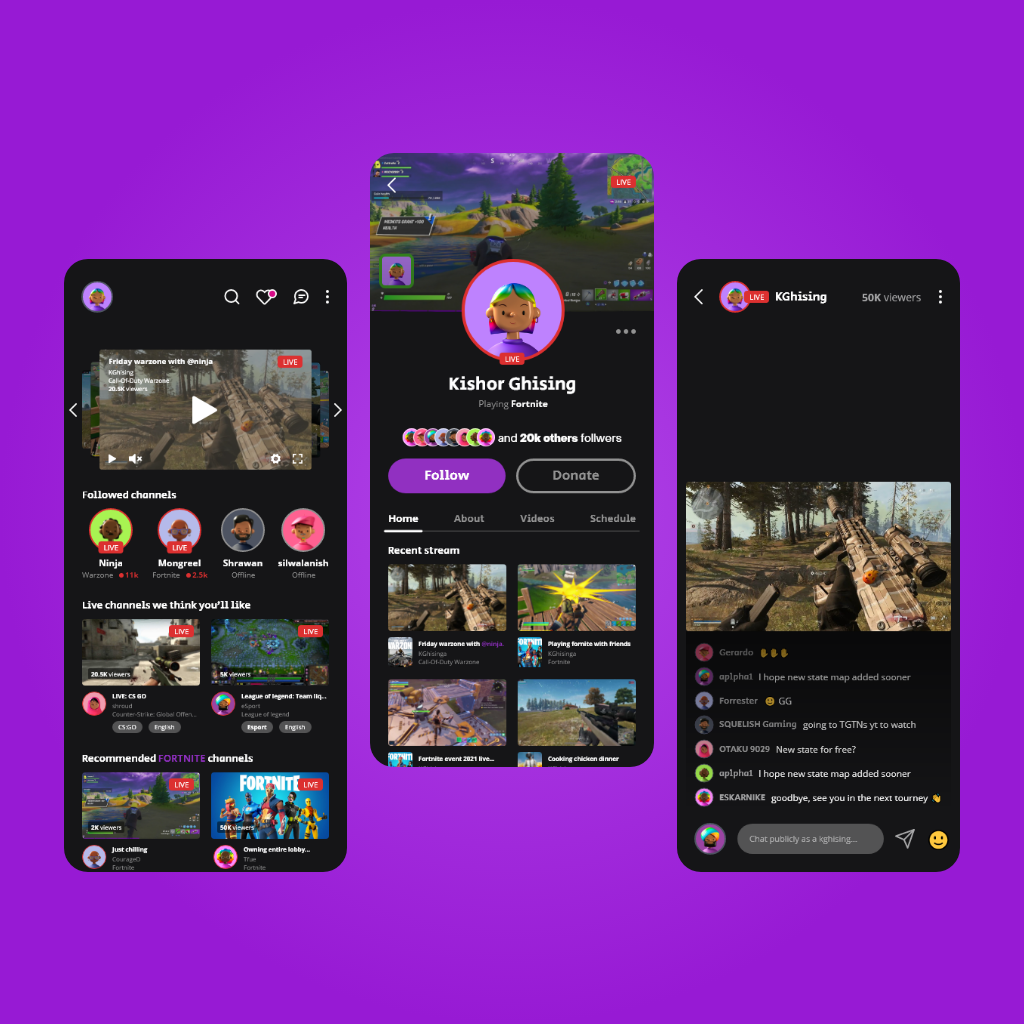 Friday warzone with @ninja
LIVE
KGhising
Call-Of-Duty Warzone
20.5K viewers
Followed channels
LIVE
LIVE
Ninja
Mongreel
Shrawan
silwalanish
Warzone 11k
Fortnite 2.5k
Offline
Offline
Live channels we think you'll like
LIVE
LIVE
20.5K viewers
5K viewers
LIVE: CS GO
shroud
Counter-Strike: Global Offen...
CS:GO
English
League of legend: Team liq...
eSport
League of legend
Esport
English
Recommended FORTNITE channels
LIVE
FORTNITE
LIVE
2K viewers
50K viewers
Just chilling
CourageD
Fortnite
Owning entire lobby...
Tfue
Fortnite
LIVE
LIVE
Kishor Ghising
Playing Fortnite
and 20k others follwers
Follow
Donate
Home
About
Videos
Schedule
Recent stream
WARZONE
Friday warzone with @ninja.
KGhisinga
Call-Of-Duty Warzone
Playing fornite with friends
KGhisinga
Fortnite
Fortnite event 2021 live...
Cooking chicken dinner
LIVE
KGhising
50K viewers
Gerardo
aplpha1 I hope new state map added sooner
Forrester GG
SQUELISH Gaming going to TGTNs yt to watch
OTAKU 9029 New state for free?
aplpha1 I hope new state map added sooner
ESKARNIKE goodbye, see you in the next tourney
Chat publicly as a kghising...